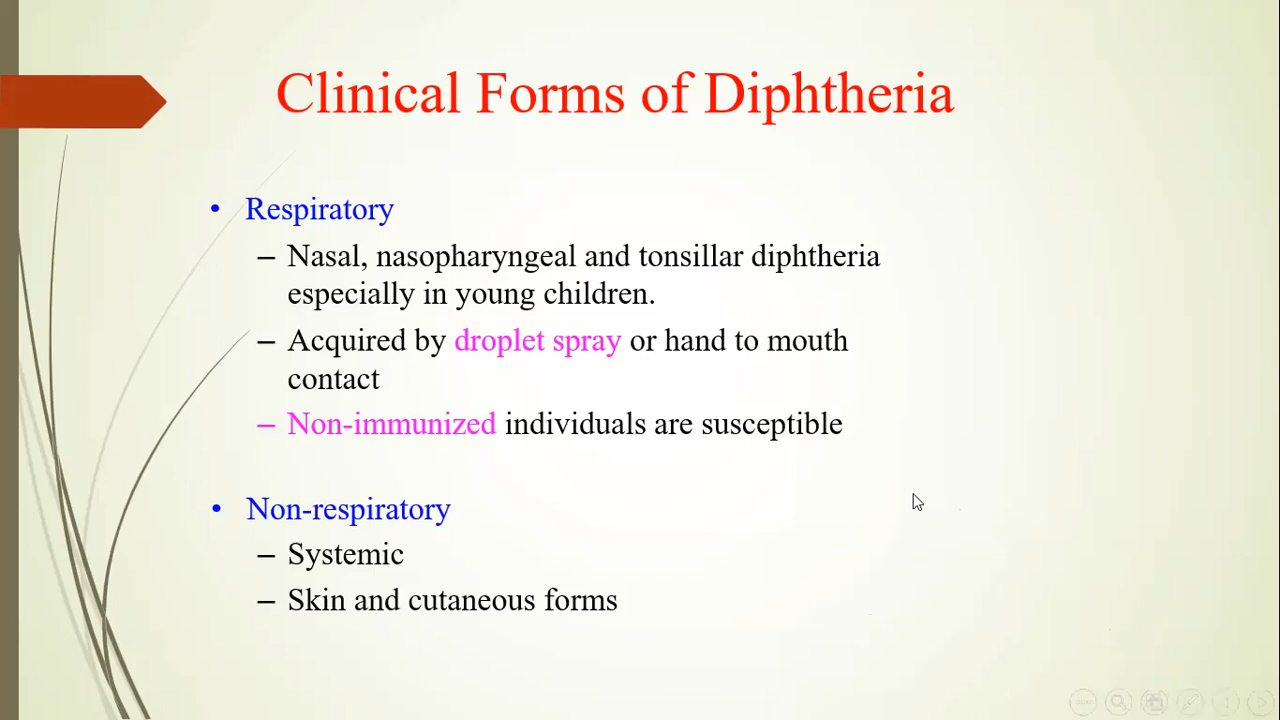 Clinical Forms of Diphtheria
• Respiratory
– Nasal, nasopharyngeal and tonsillar diphtheria
especially in young children.
– Acquired by droplet spray or hand to mouth
contact
– Non-immunized individuals are susceptible
• Non-respiratory
– Systemic
– Skin and cutaneous forms